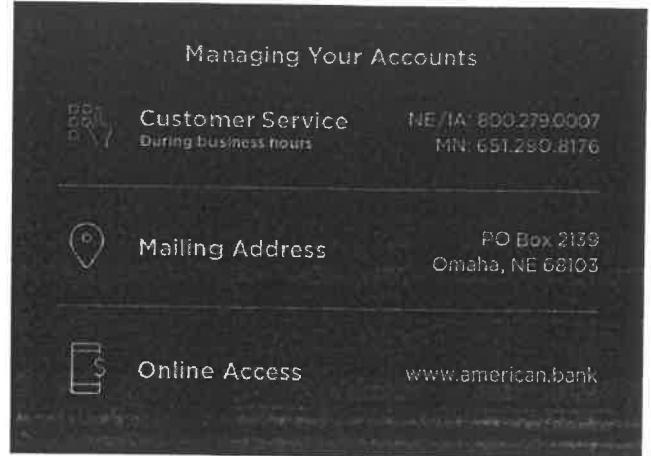 Managing Your Accounts
Customer Service
During business hours
NE/IA: 800.279.0007
MN: 651.290.8176
Mailing Address
PO Box 2139
Omaha, NE 68103
Online Access
www.american.bank